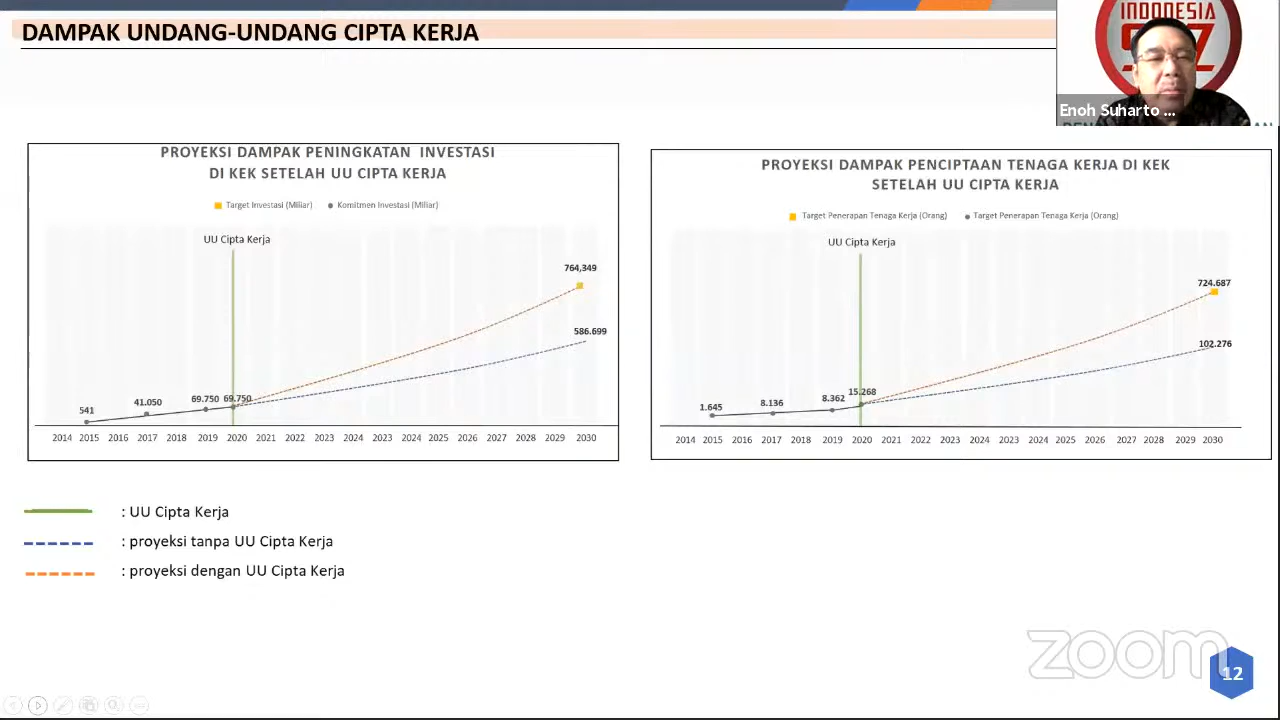 DAMPAK UNDANG-UNDANG CIPTA KERJA
INDONESIA
Enoh Suharto ...
PROYEKSI DAMPAK PENINGKATAN INVESTASI
DI KEK SETELAH UU CIPTA KERJA
Target Investasi (Miliar) Komitmen Investasi (Miliar)
UU Cipta Kerja
764,349
586.699
541 41.050 69.750 69.750
2014 2015 2016 2017 2018 2019 2020 2021 2022 2023 2024 2023 2025 2026 2027 2028 2029 2030
PROYEKSI DAMPAK PENCIPTAAN TENAGA KERJA DI KEK
SETELAH UU CIPTA KERJA
Target Penerapan Tenaga Kerja (Orang) Target Penerapan Tenaga Kerja (Orang)
UU Cipta Kerja
724.687
102.276
1.645 8.136 8.362 15.268
2014 2015 2016 2017 2018 2019 2020 2021 2022 2023 2024 2023 2025 2026 2027 2028 2029 2030
: UU Cipta Kerja
: proyeksi tanpa UU Cipta Kerja
: proyeksi dengan UU Cipta Kerja
zoom
12